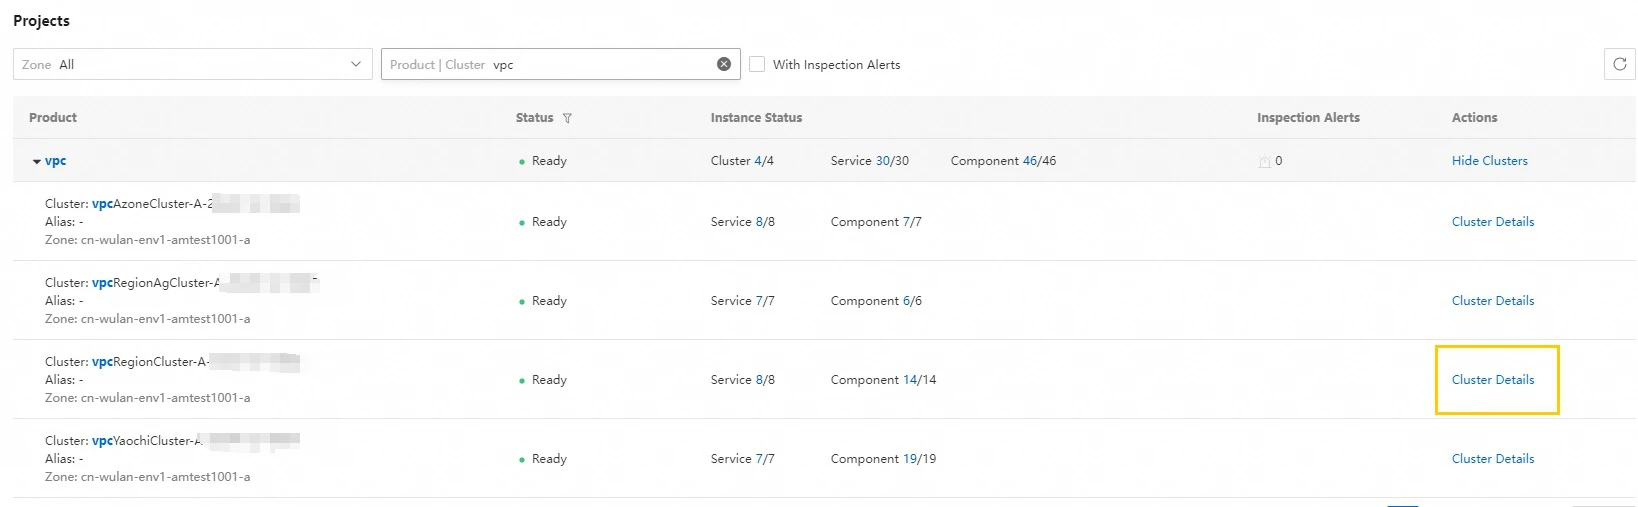 Projects
Zone All Product | Cluster vpc With Inspection Alerts
Product Status Instance Status Inspection Alerts Actions
vpc Ready Cluster 4/4 Service 30/30 Component 46/46 0 Hide Clusters
Cluster: vpcAzoneCluster-A-2
Alias: - Ready Service 8/8 Component 7/7 Cluster Details
Zone: cn-wulan-env1-amtest1001-a
Cluster: vpcRegionAgCluster-A
Alias: - Ready Service 7/7 Component 6/6 Cluster Details
Zone: cn-wulan-env1-amtest1001-a
Cluster: vpcRegionCluster-A-
Alias: - Ready Service 8/8 Component 14/14 Cluster Details
Zone: cn-wulan-env1-amtest1001-a
Cluster: vpcYaochiCluster-A
Alias: - Ready Service 7/7 Component 19/19 Cluster Details
Zone: cn-wulan-env1-amtest1001-a